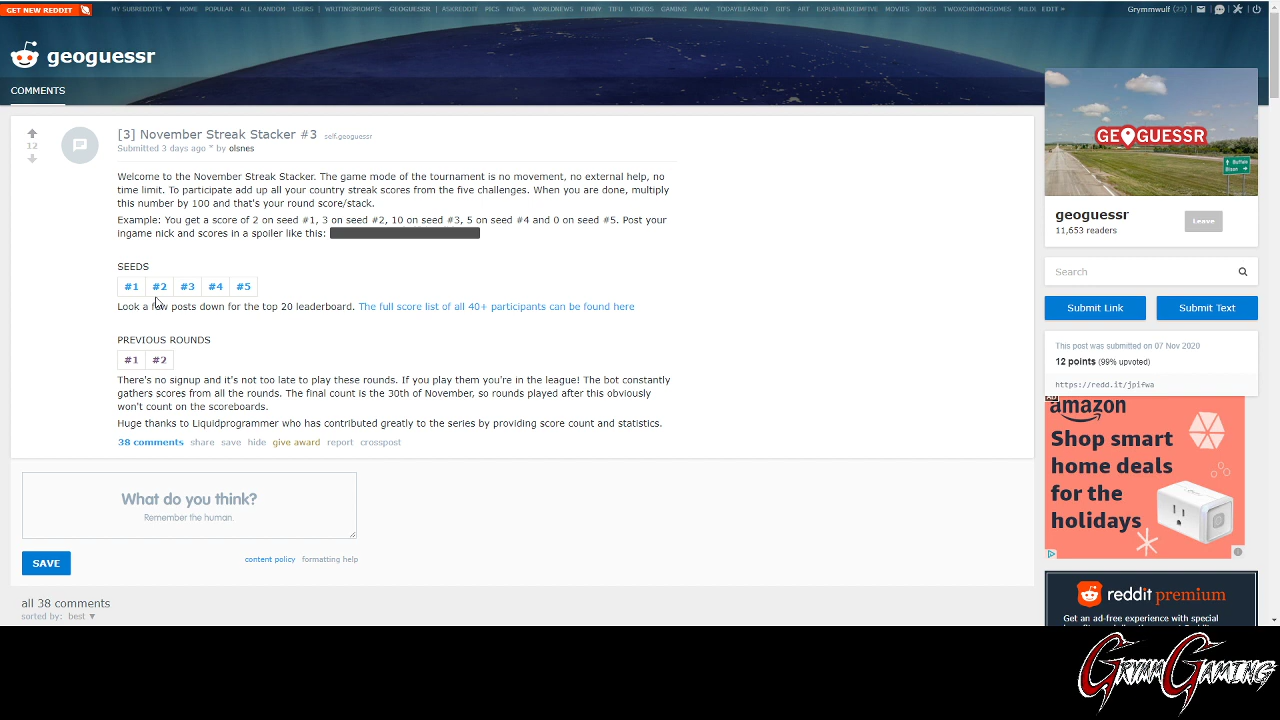 GET NEW REDDIT
MY SUBREDDITS ▼ HOME POPULAR ALL RANDOM USERS | WRITINGPROMPTS GEOGUESSR ASKREDDIT PICS NEWS WORLDNEWS FUNNY TIFU VIDEOS GAMING AWW TODAYILEARNED GIFS ART EXPLAINLIKEIMFIVE MOVIES JOKES TWOXCHROMOSOMES MILDI EDIT »
Grymmwulf (23)
geoguessr
COMMENTS
12
[3] November Streak Stacker #3 self.geoguessr
Submitted 3 days ago * by olsnes
Welcome to the November Streak Stacker. The game mode of the tournament is no movement, no external help, no
time limit. To participate add up all your country streak scores from the five challenges. When you are done, multiply
this number by 100 and that's your round score/stack.
Example: You get a score of 2 on seed #1, 3 on seed #2, 10 on seed #3, 5 on seed #4 and 0 on seed #5. Post your
ingame nick and scores in a spoiler like this:
SEEDS
#1 #2 #3 #4 #5
Look a few posts down for the top 20 leaderboard. The full score list of all 40+ participants can be found here
PREVIOUS ROUNDS
#1 #2
There's no signup and it's not too late to play these rounds. If you play them you're in the league! The bot constantly
gathers scores from all the rounds. The final count is the 30th of November, so rounds played after this obviously
won't count on the scoreboards.
Huge thanks to Liquidprogrammer who has contributed greatly to the series by providing score count and statistics.
38 comments share save hide give award report crosspost
What do you think?
Remember the human.
SAVE
content policy formatting help
all 38 comments
sorted by: best ▼
GEOGUESSR
Buffalo
Bison
geoguessr
11,653 readers
Leave
Search
Submit Link Submit Text
This post was submitted on 07 Nov 2020
12 points (99% upvoted)
https://redd.it/jpifwa
AD
amazon
Shop smart
home deals
for the
holidays
reddit premium
Get an ad-free experience with special
GRYMMGAMING